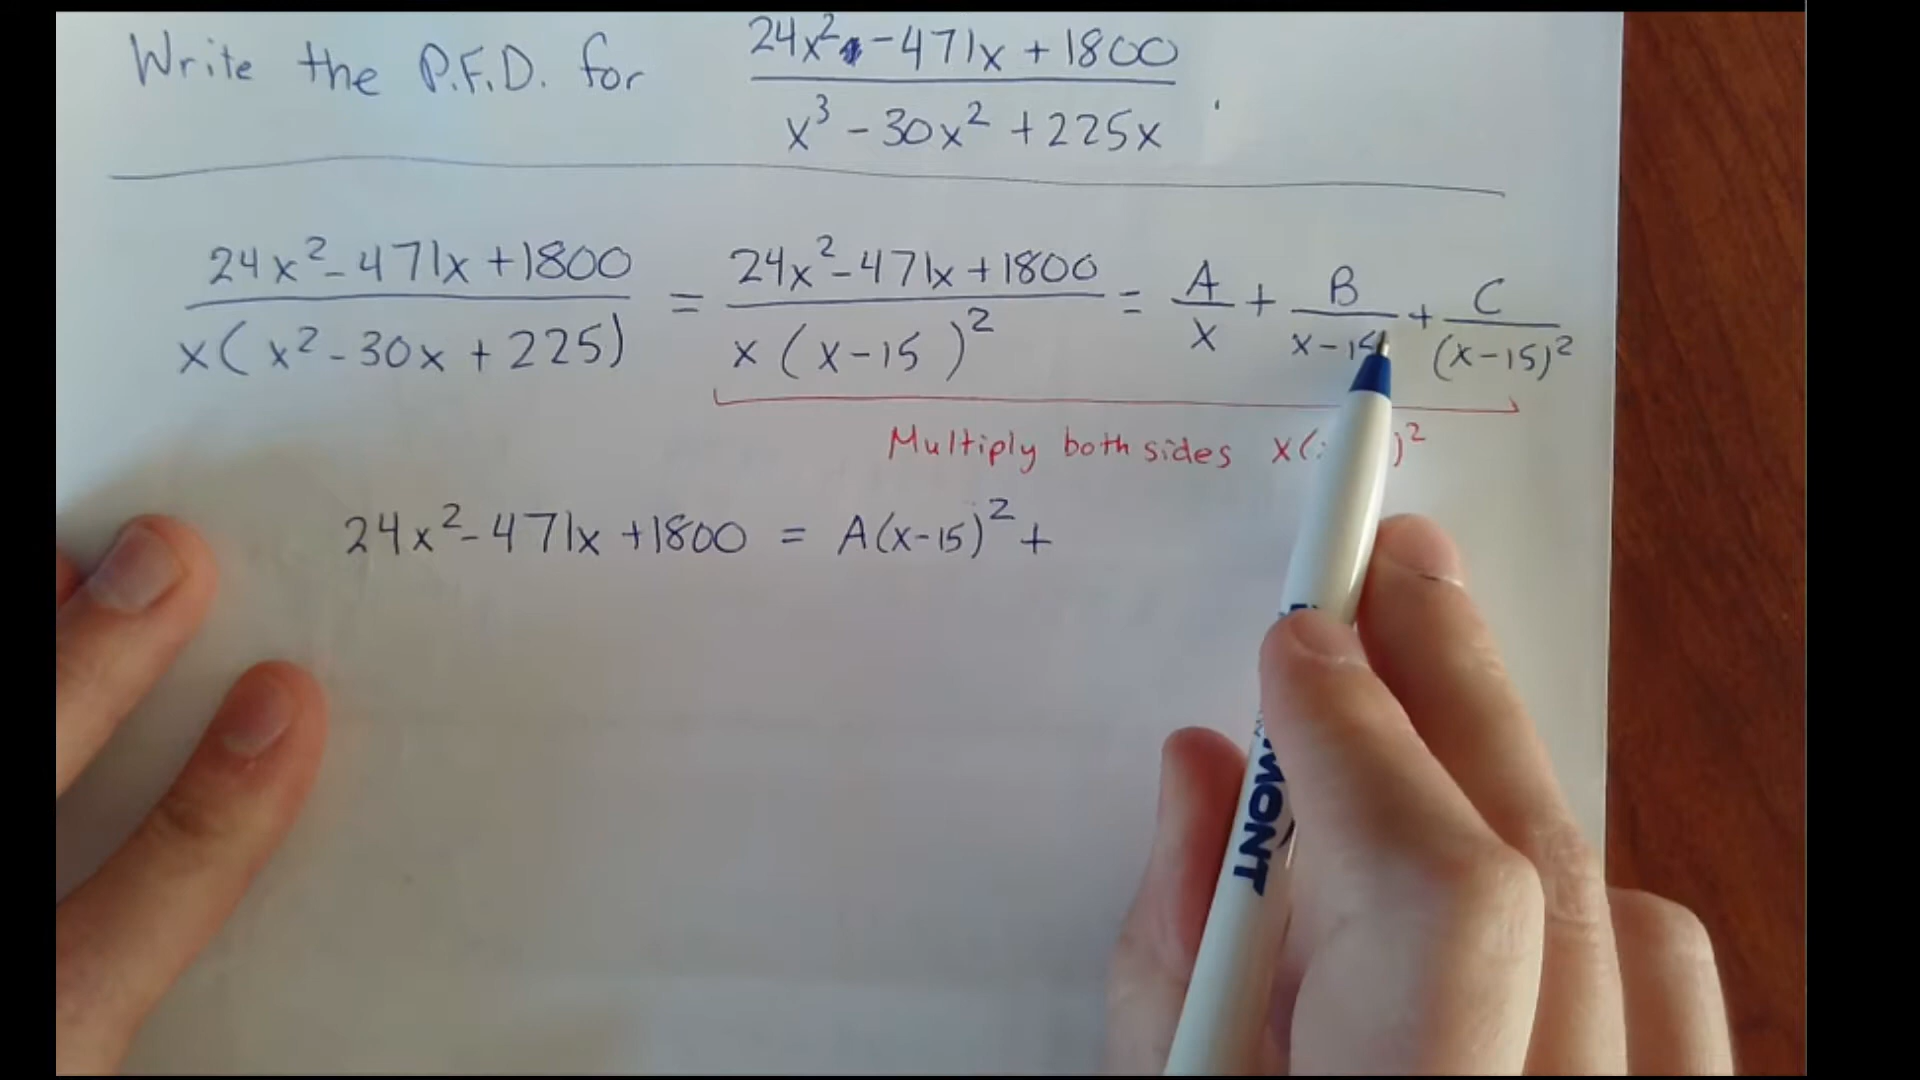 Write the P.F.D. for (24x² - 471x + 1800)/(x³ - 30x² + 225x).
(24x² - 471x + 1800)/(x(x² - 30x + 225)) = (24x² - 471x + 1800)/(x(x - 15)²) = A/x + B/(x - 15) + C/(x - 15)²
Multiply both sides x( )²
24x² - 471x + 1800 = A(x - 15)² +
MONT